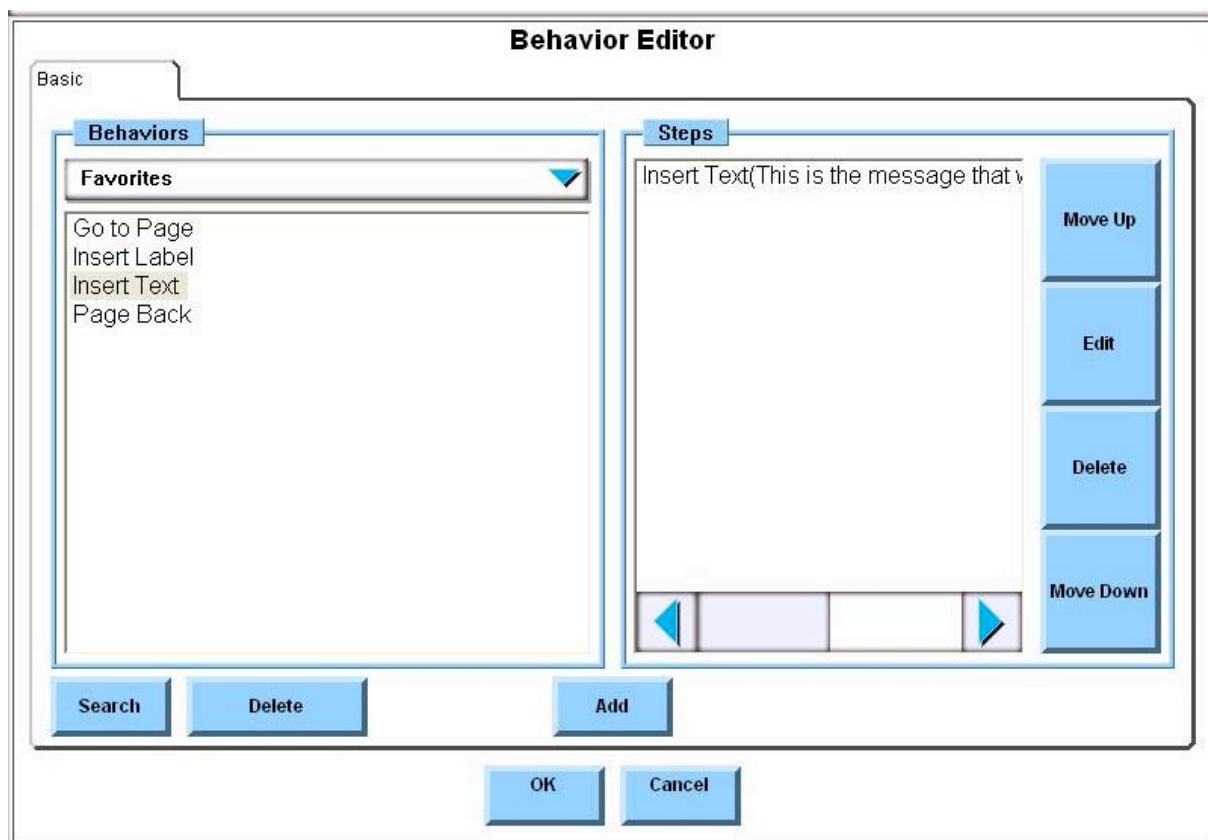 Behavior Editor
Basic
Behaviors
Favorites
Go to Page
Insert Label
Insert Text
Page Back
Search
Delete
Add
Steps
Insert Text(This is the message that
Move Up
Edit
Delete
Move Down
OK
Cancel